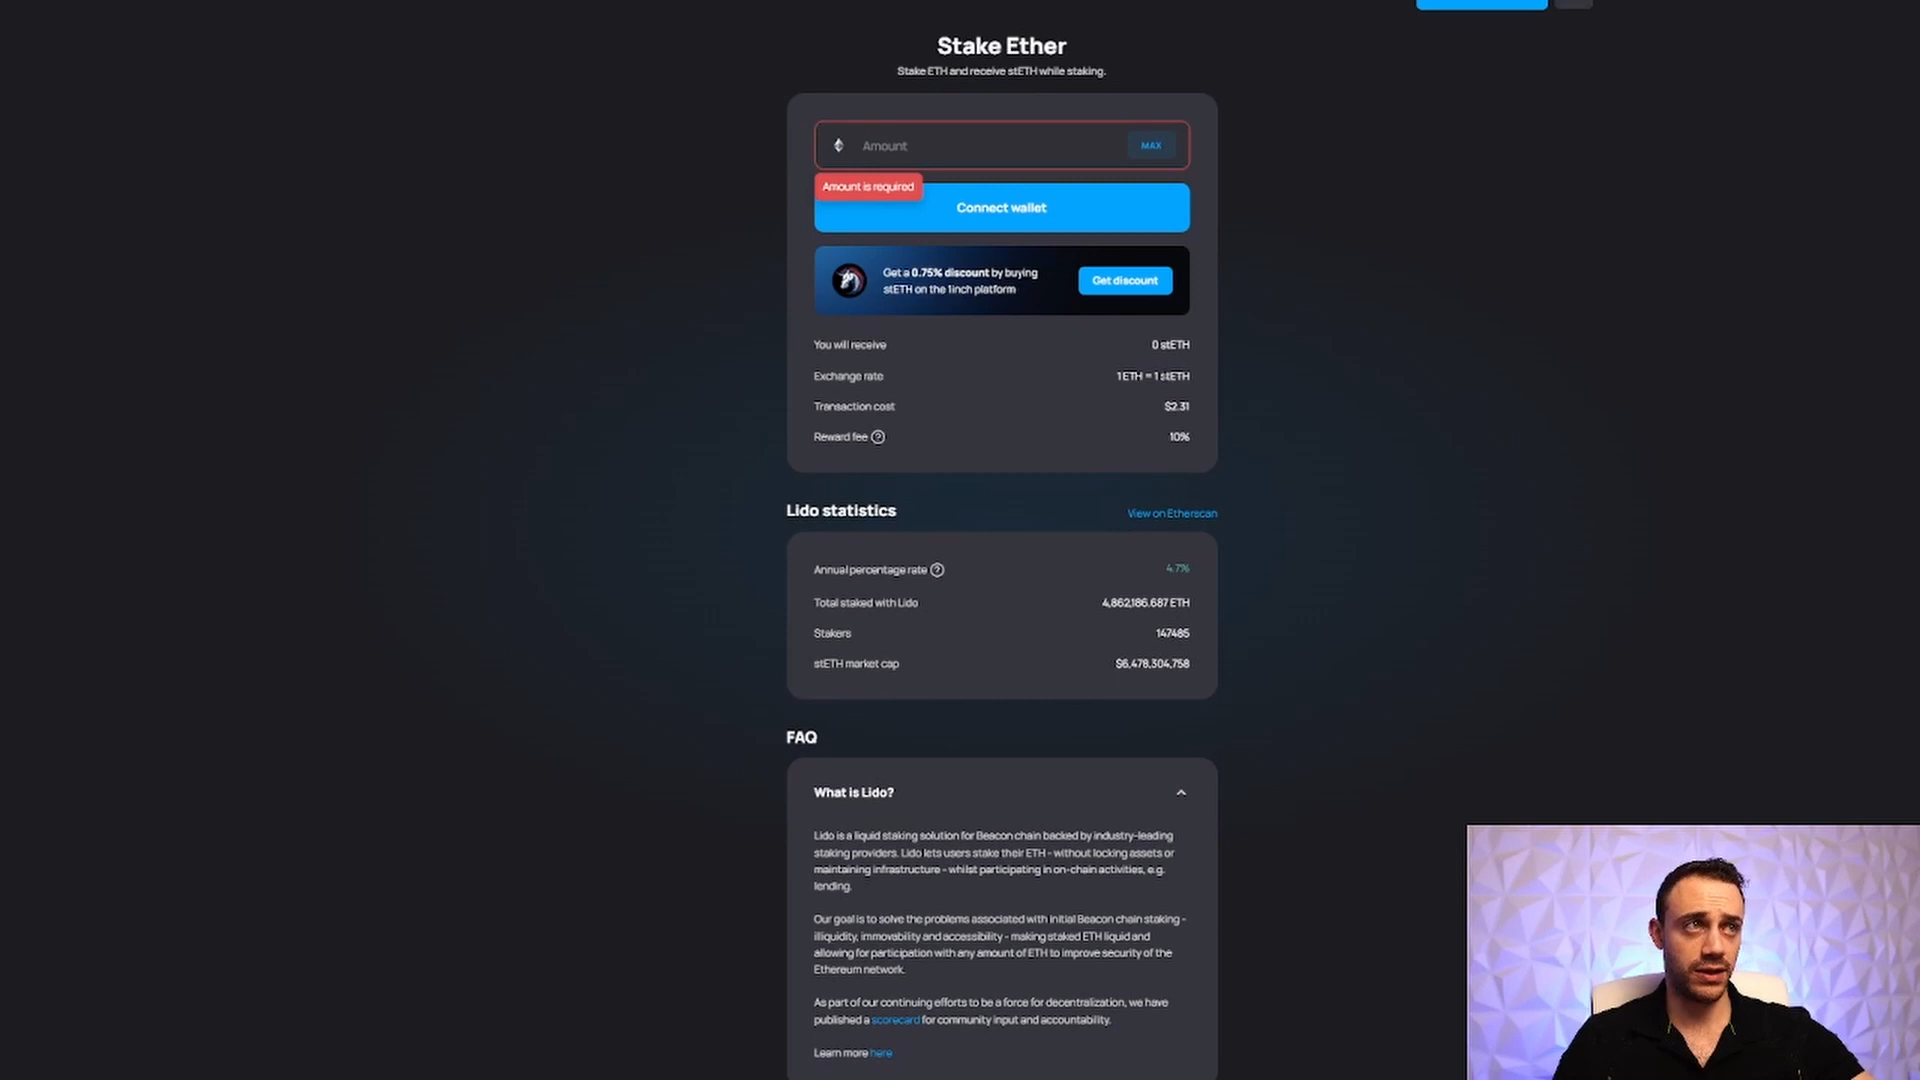 Stake Ether
Stake ETH and receive stETH while staking.
Amount
MAX
Amount is required
Connect wallet
Get a 0.75% discount by buying
stETH on the 1inch platform
Get discount
You will receive 0 stETH
Exchange rate 1 ETH = 1 stETH
Transaction cost $2.31
Reward fee 10%
Lido statistics View on Etherscan
Annual percentage rate 4.7%
Total staked with Lido 4,862,186.687 ETH
Stakers 147485
stETH market cap $6,478,304,758
FAQ
What is Lido?
Lido is a liquid staking solution for Beacon chain backed by industry-leading
staking providers. Lido lets users stake their ETH - without locking assets or
maintaining infrastructure - whilst participating in on-chain activities, e.g.
lending.
Our goal is to solve the problems associated with initial Beacon chain staking -
illiquidity, immovability and accessibility - making staked ETH liquid and
allowing for participation with any amount of ETH to improve security of the
Ethereum network.
As part of our continuing efforts to be a force for decentralization, we have
published a scorecard for community input and accountability.
Learn more here